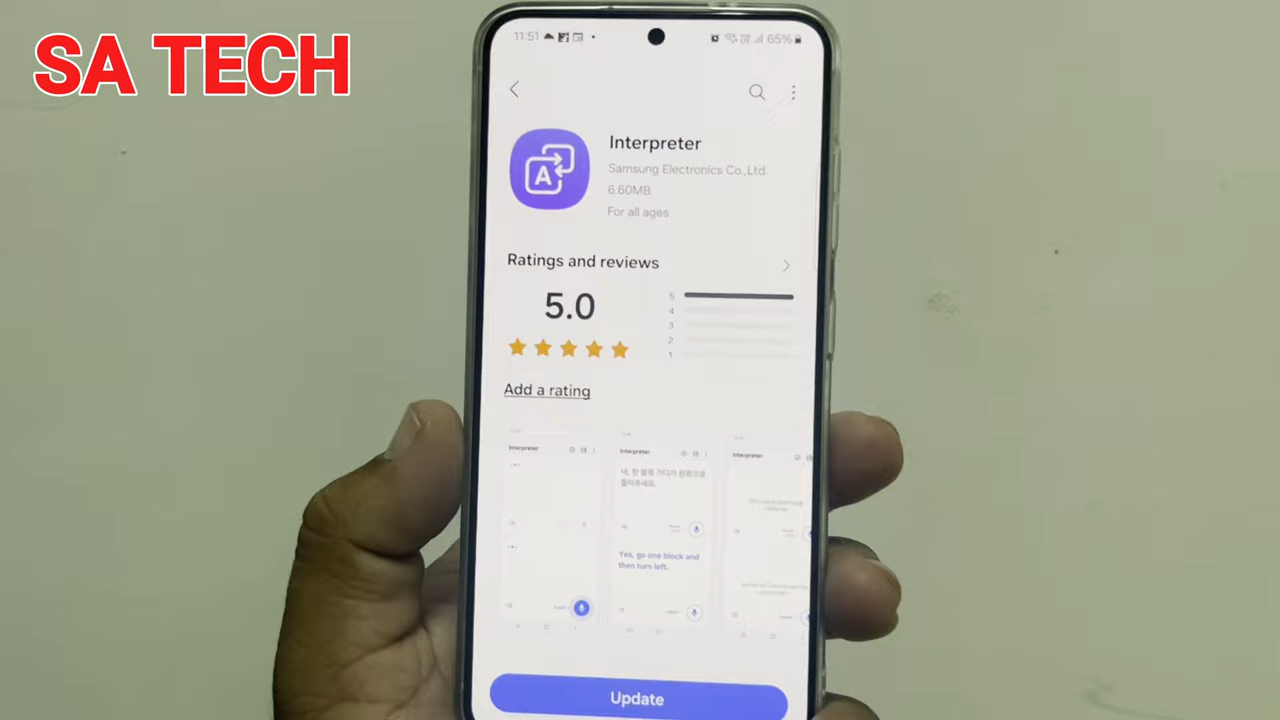 SA TECH
11:51
65%
Interpreter
Samsung Electronics Co.,Ltd.
6.60MB
For all ages
Ratings and reviews
5.0
5
4
3
2
1
Add a rating
Interpreter
Interpreter
Yes, go one block and
then turn left.
Interpreter
Update